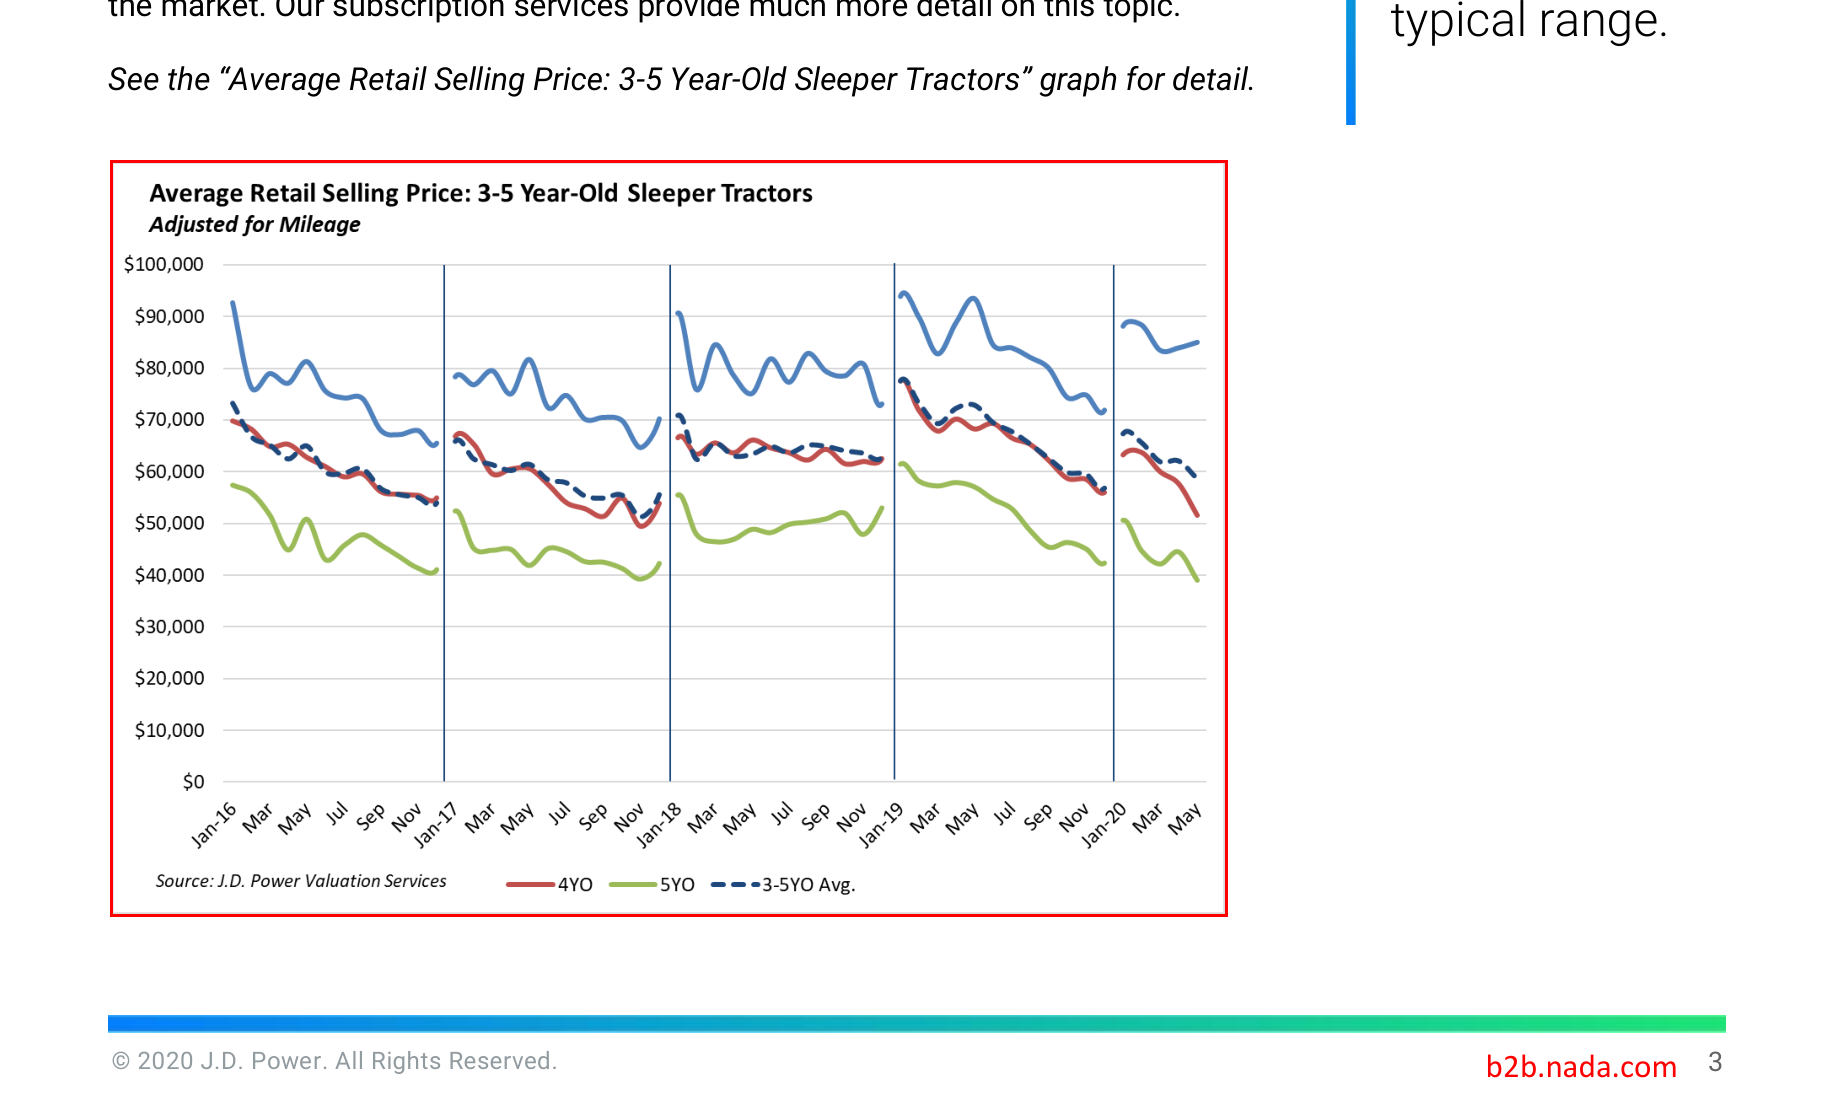 the market. Our subscription services provide much more detail on this topic.
typical range.
See the “Average Retail Selling Price: 3-5 Year-Old Sleeper Tractors” graph for detail.
Average Retail Selling Price: 3-5 Year-Old Sleeper Tractors
Adjusted for Mileage
$100,000
$90,000
$80,000
$70,000
$60,000
$50,000
$40,000
$30,000
$20,000
$10,000
$0
Jan-16 Mar May Jul Sep Nov Jan-17 Mar May Jul Sep Nov Jan-18 Mar May Jul Sep Nov Jan-19 Mar May Jul Sep Nov Jan-20 Mar May
Source: J.D. Power Valuation Services 4YO 5YO 3-5YO Avg.
© 2020 J.D. Power. All Rights Reserved.
b2b.nada.com 3